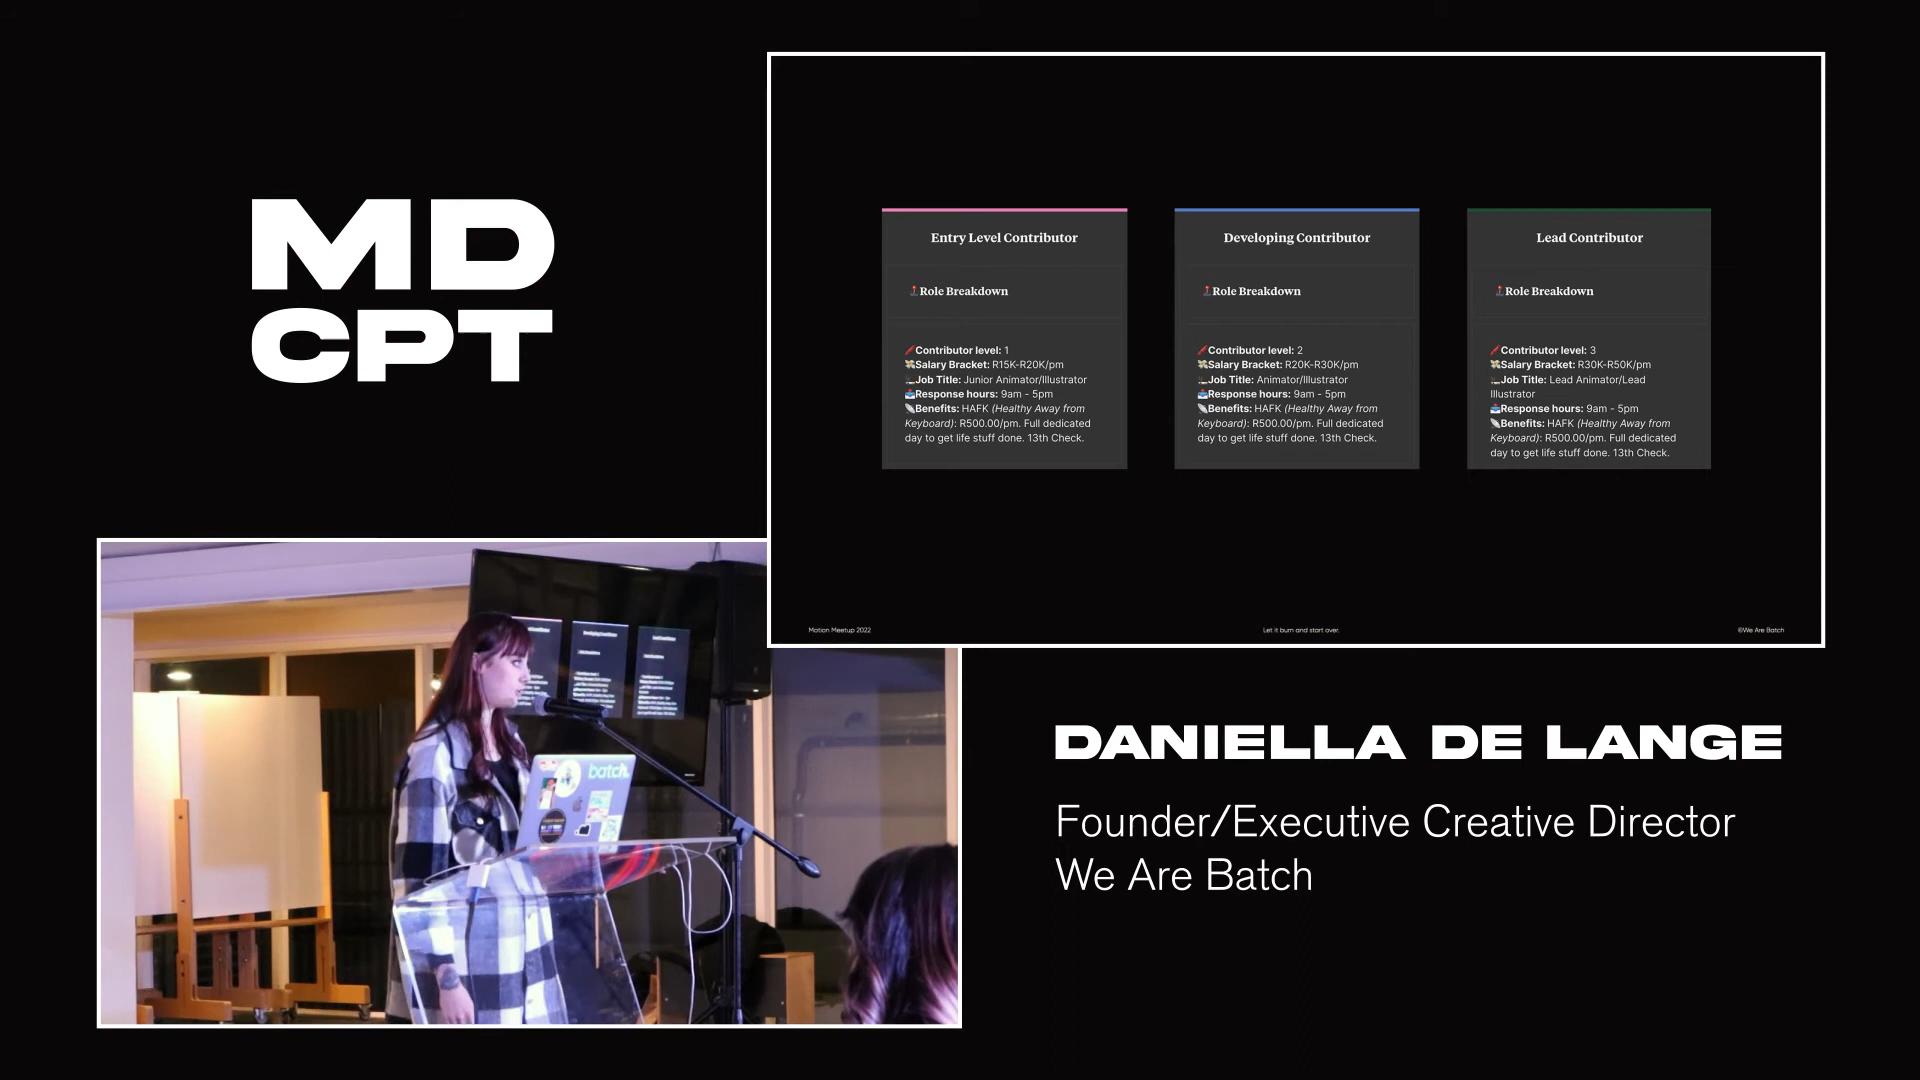 MD
CPT
Entry Level Contributor
Role Breakdown
Contributor level: 1
Salary Bracket: R15K-R20K/pm
Job Title: Junior Animator/Illustrator
Response hours: 9am - 5pm
Benefits: HAFK (Healthy Away from
Keyboard): R500.00/pm. Full dedicated
day to get life stuff done. 13th Check.
Developing Contributor
Role Breakdown
Contributor level: 2
Salary Bracket: R20K-R30K/pm
Job Title: Animator/Illustrator
Response hours: 9am - 5pm
Benefits: HAFK (Healthy Away from
Keyboard): R500.00/pm. Full dedicated
day to get life stuff done. 13th Check.
Lead Contributor
Role Breakdown
Contributor level: 3
Salary Bracket: R30K-R50K/pm
Job Title: Lead Animator/Lead
Illustrator
Response hours: 9am - 5pm
Benefits: HAFK (Healthy Away from
Keyboard): R500.00/pm. Full dedicated
day to get life stuff done. 13th Check.
Motion Meetup 2022
Let it burn and start over.
©We Are Batch
batch.
DANIELLA DE LANGE
Founder/Executive Creative Director
We Are Batch